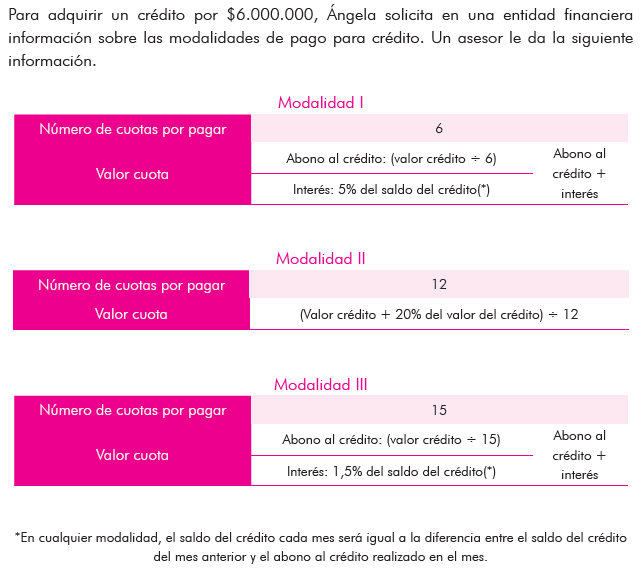 Para adquirir un crédito por $6.000.000, Ángela solicita en una entidad financiera
información sobre las modalidades de pago para crédito. Un asesor le da la siguiente
información.
Modalidad I
Número de cuotas por pagar
6
Valor cuota
Abono al crédito: (valor crédito ÷ 6)
Interés: 5% del saldo del crédito(*)
Abono al
crédito +
interés
Modalidad II
Número de cuotas por pagar
12
Valor cuota
(Valor crédito + 20% del valor del crédito) ÷ 12
Modalidad III
Número de cuotas por pagar
15
Valor cuota
Abono al crédito: (valor crédito ÷ 15)
Interés: 1,5% del saldo del crédito(*)
Abono al
crédito +
interés
*En cualquier modalidad, el saldo del crédito cada mes será igual a la diferencia entre el saldo del crédito
del mes anterior y el abono al crédito realizado en el mes.